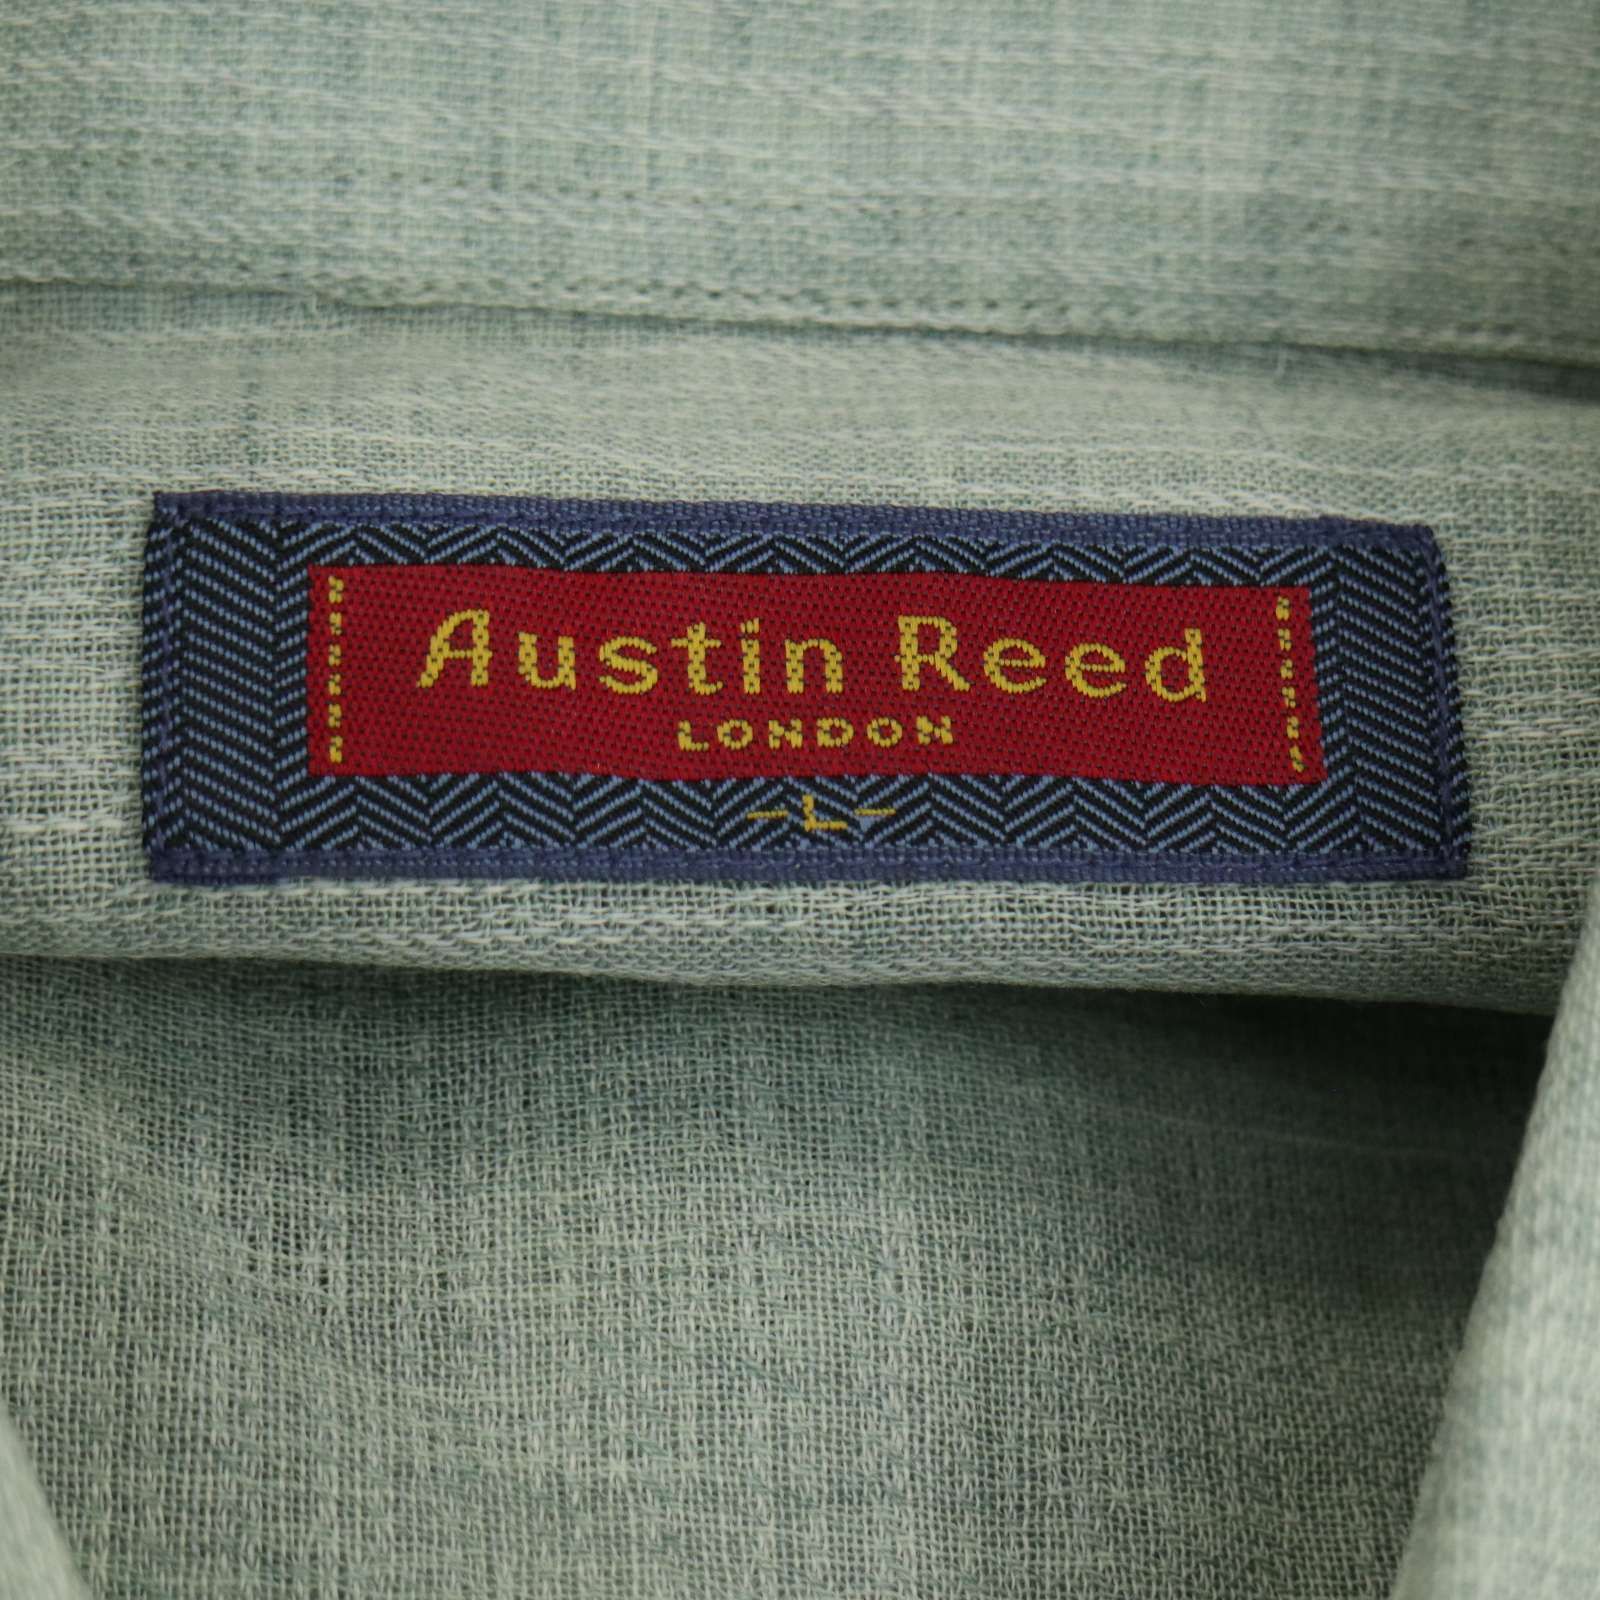 Austin Reed
LONDON
-L-